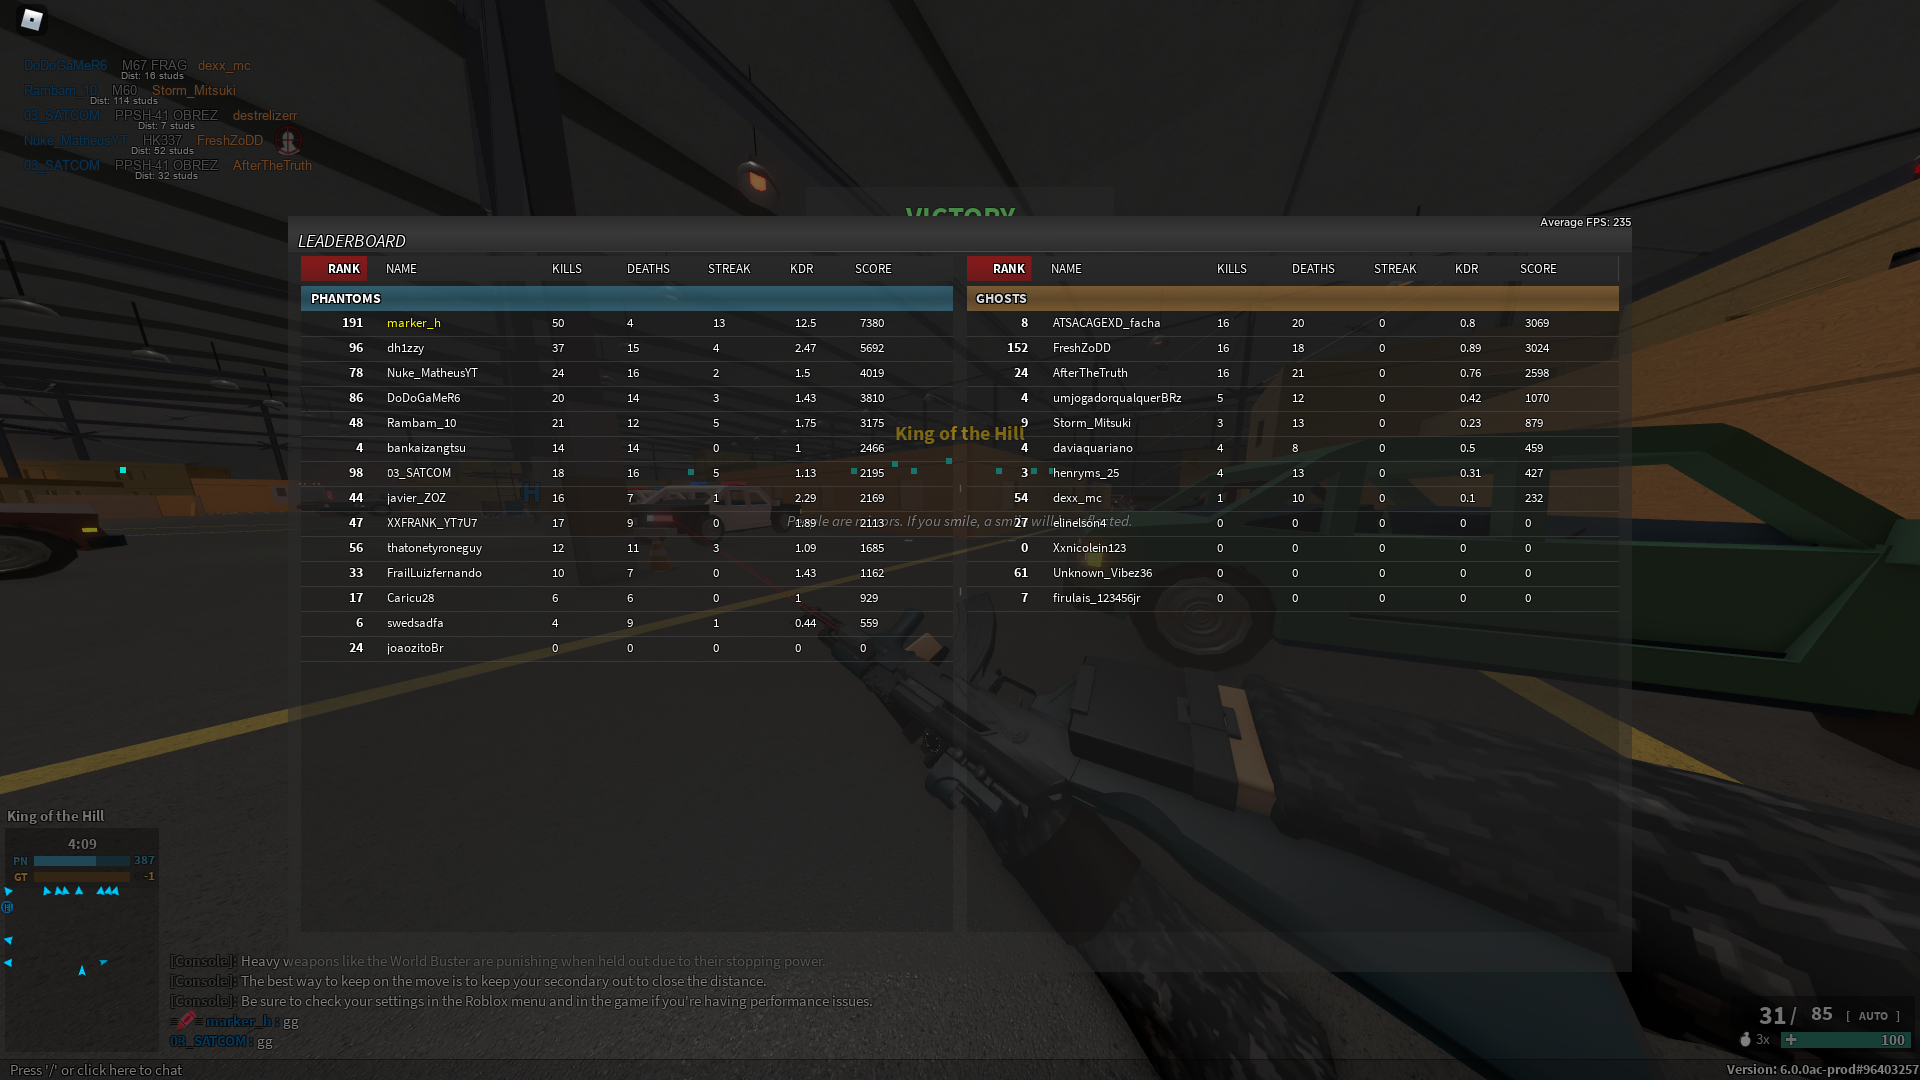 DoDoGaMeR6 M67 FRAG dexx_mc
Dist: 16 studs
Rambam_10 M60 Storm_Mitsuki
Dist: 114 studs
03_SATCOM PPSH-41 OBREZ destrelizerr
Dist: 7 studs
Nuke_MatheusYT HK337 FreshZoDD
Dist: 52 studs
03_SATCOM PPSH-41 OBREZ AfterTheTruth
Dist: 32 studs
VICTORY
Average FPS: 235
LEADERBOARD
RANK NAME KILLS DEATHS STREAK KDR SCORE
PHANTOMS
191 marker_h 50 4 13 12.5 7380
96 dh1zzy 37 15 4 2.47 5692
78 Nuke_MatheusYT 24 16 2 1.5 4019
86 DoDoGaMeR6 20 14 3 1.43 3810
48 Rambam_10 21 12 5 1.75 3175
4 bankaizangtsu 14 14 0 1 2466
98 03_SATCOM 18 16 5 1.13 2195
44 javier_ZOZ 16 7 1 2.29 2169
47 XXFRANK_YT7U7 17 9 0 1.89 2113
56 thatonetyroneguy 12 11 3 1.09 1685
33 FrailLuizfernando 10 7 0 1.43 1162
17 Caricu28 6 6 0 1 929
6 swedsadfa 4 9 1 0.44 559
24 joaozitoBr 0 0 0 0 0
RANK NAME KILLS DEATHS STREAK KDR SCORE
GHOSTS
8 ATSACAGEXD_facha 16 20 0 0.8 3069
152 FreshZoDD 16 18 0 0.89 3024
24 AfterTheTruth 16 21 0 0.76 2598
4 umjogadorqualquerBRz 5 12 0 0.42 1070
9 Storm_Mitsuki 3 13 0 0.23 879
4 daviaquariano 4 8 0 0.5 459
3 henryms_25 4 13 0 0.31 427
54 dexx_mc 1 10 0 0.1 232
27 elinelson4 0 0 0 0 0
0 Xxnicolein123 0 0 0 0 0
61 Unknown_Vibez36 0 0 0 0 0
7 firulais_123456jr 0 0 0 0 0
King of the Hill
H
are If you smile, a
King of the Hill
4:09
PN 387
GT -1
[Console]: Heavy weapons like the World Buster are punishing when held out due to their stopping power.
[Console]: The best way to keep on the move is to keep your secondary out to close the distance.
[Console]: Be sure to check your settings in the Roblox menu and in the game if you're having performance issues.
marker_h : gg
03_SATCOM : gg
Press '/' or click here to chat
31/ 85 [ AUTO ]
3x 100
Version: 6.0.0ac-prod#96403257